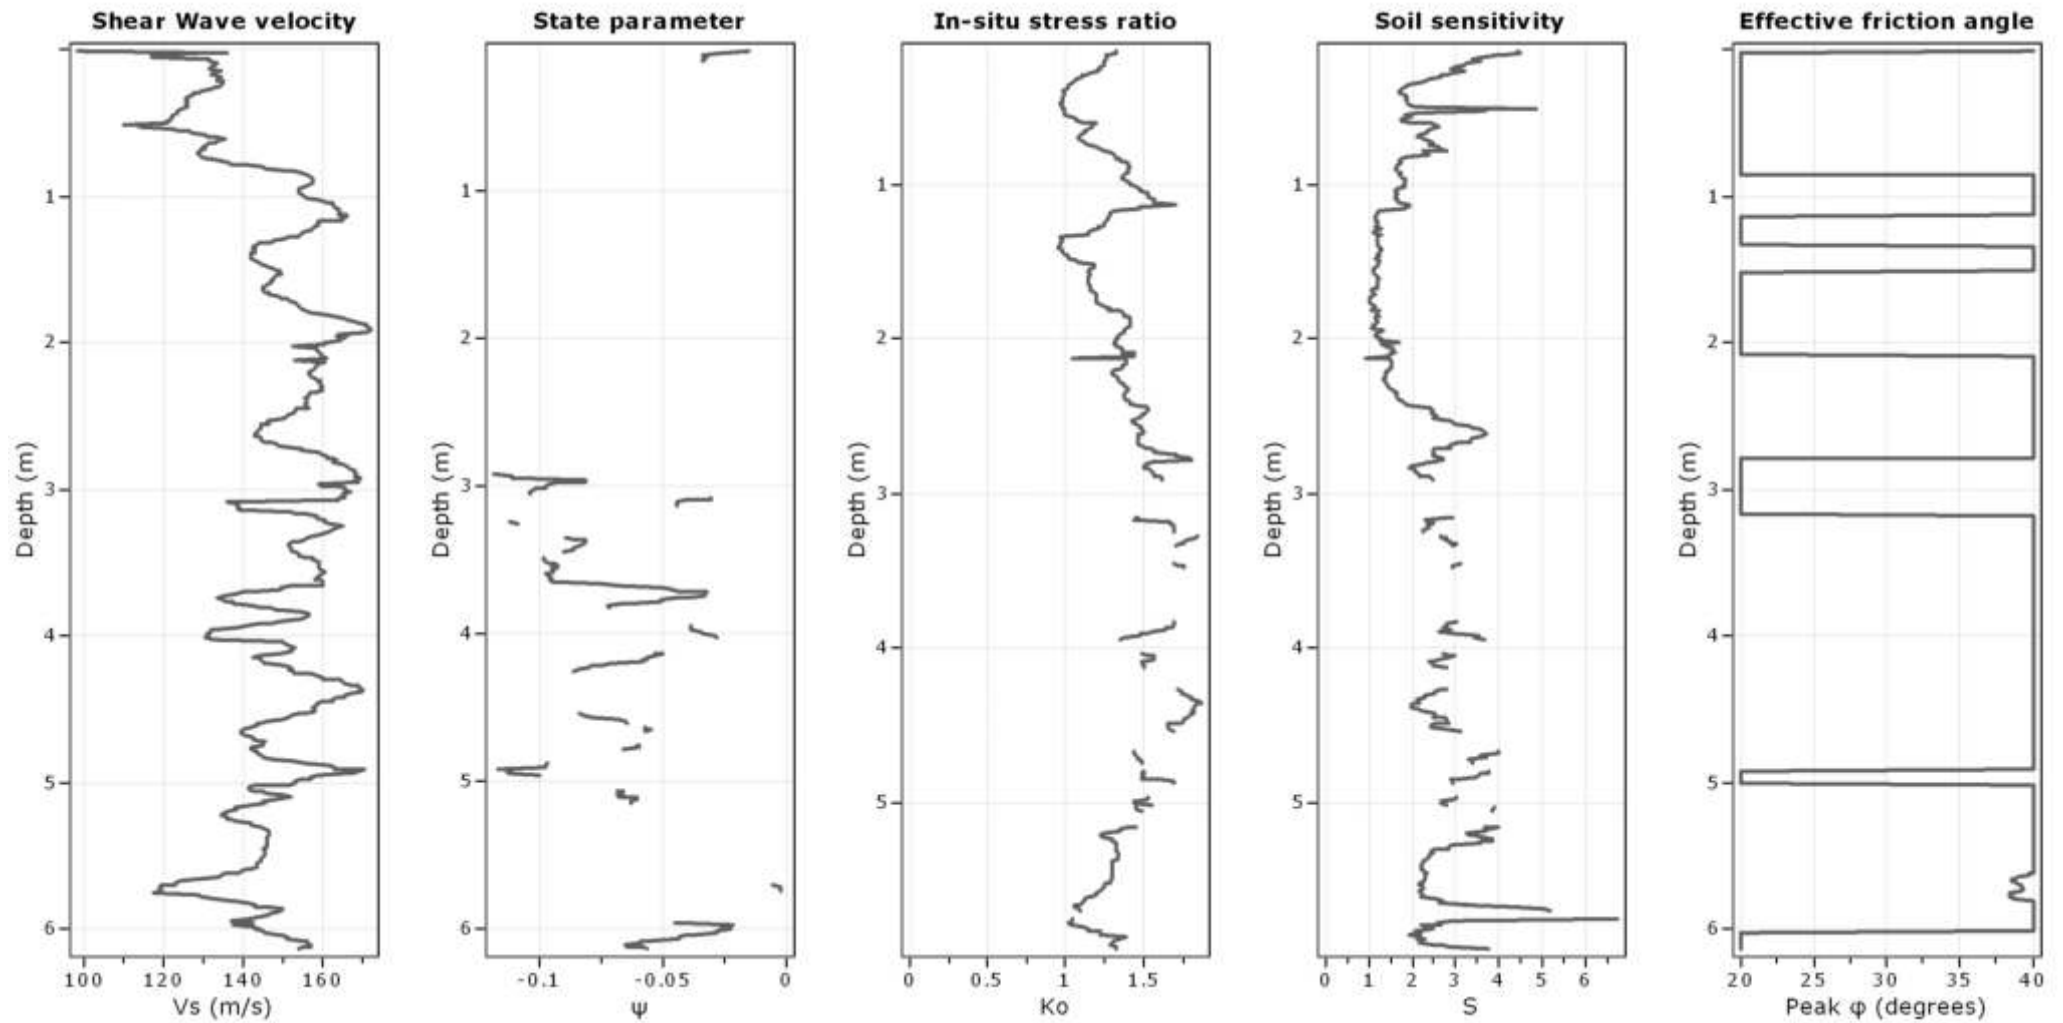 Shear Wave velocity
Depth (m)
1
2
3
4
5
6
100 120 140 160
Vs (m/s)
State parameter
Depth (m)
1
2
3
4
5
6
-0.1 -0.05 0
ψ
In-situ stress ratio
Depth (m)
1
2
3
4
5
0 0.5 1 1.5
Ko
Soil sensitivity
Depth (m)
1
2
3
4
5
0 1 2 3 4 5 6
S
Effective friction angle
Depth (m)
1
2
3
4
5
6
20 25 30 35 40
Peak φ (degrees)